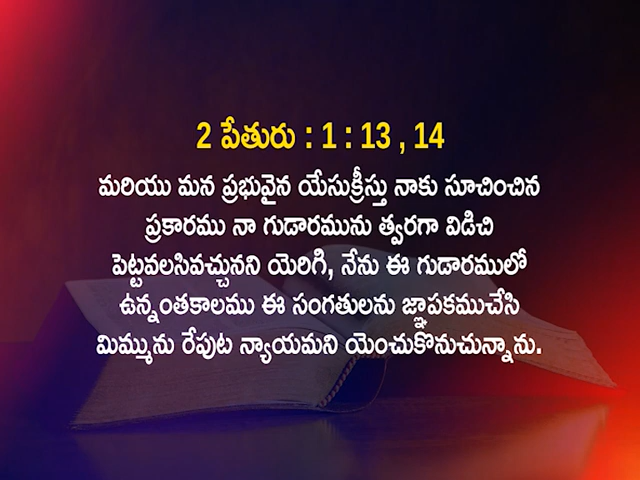 2 పేతురు : 1 : 13 , 14
మరియు మన ప్రభువైన యేసుక్రీస్తు నాకు సూచించిన
ప్రకారము నా గుడారమును త్వరగా విడిచి
పెట్టవలసివచ్చునని యెరిగి, నేను ఈ గుడారములో
ఉన్నంతకాలము ఈ సంగతులను జ్ఞాపకముచేసి
మిమ్మును రేపుట న్యాయమని యెంచుకొనుచున్నాను.